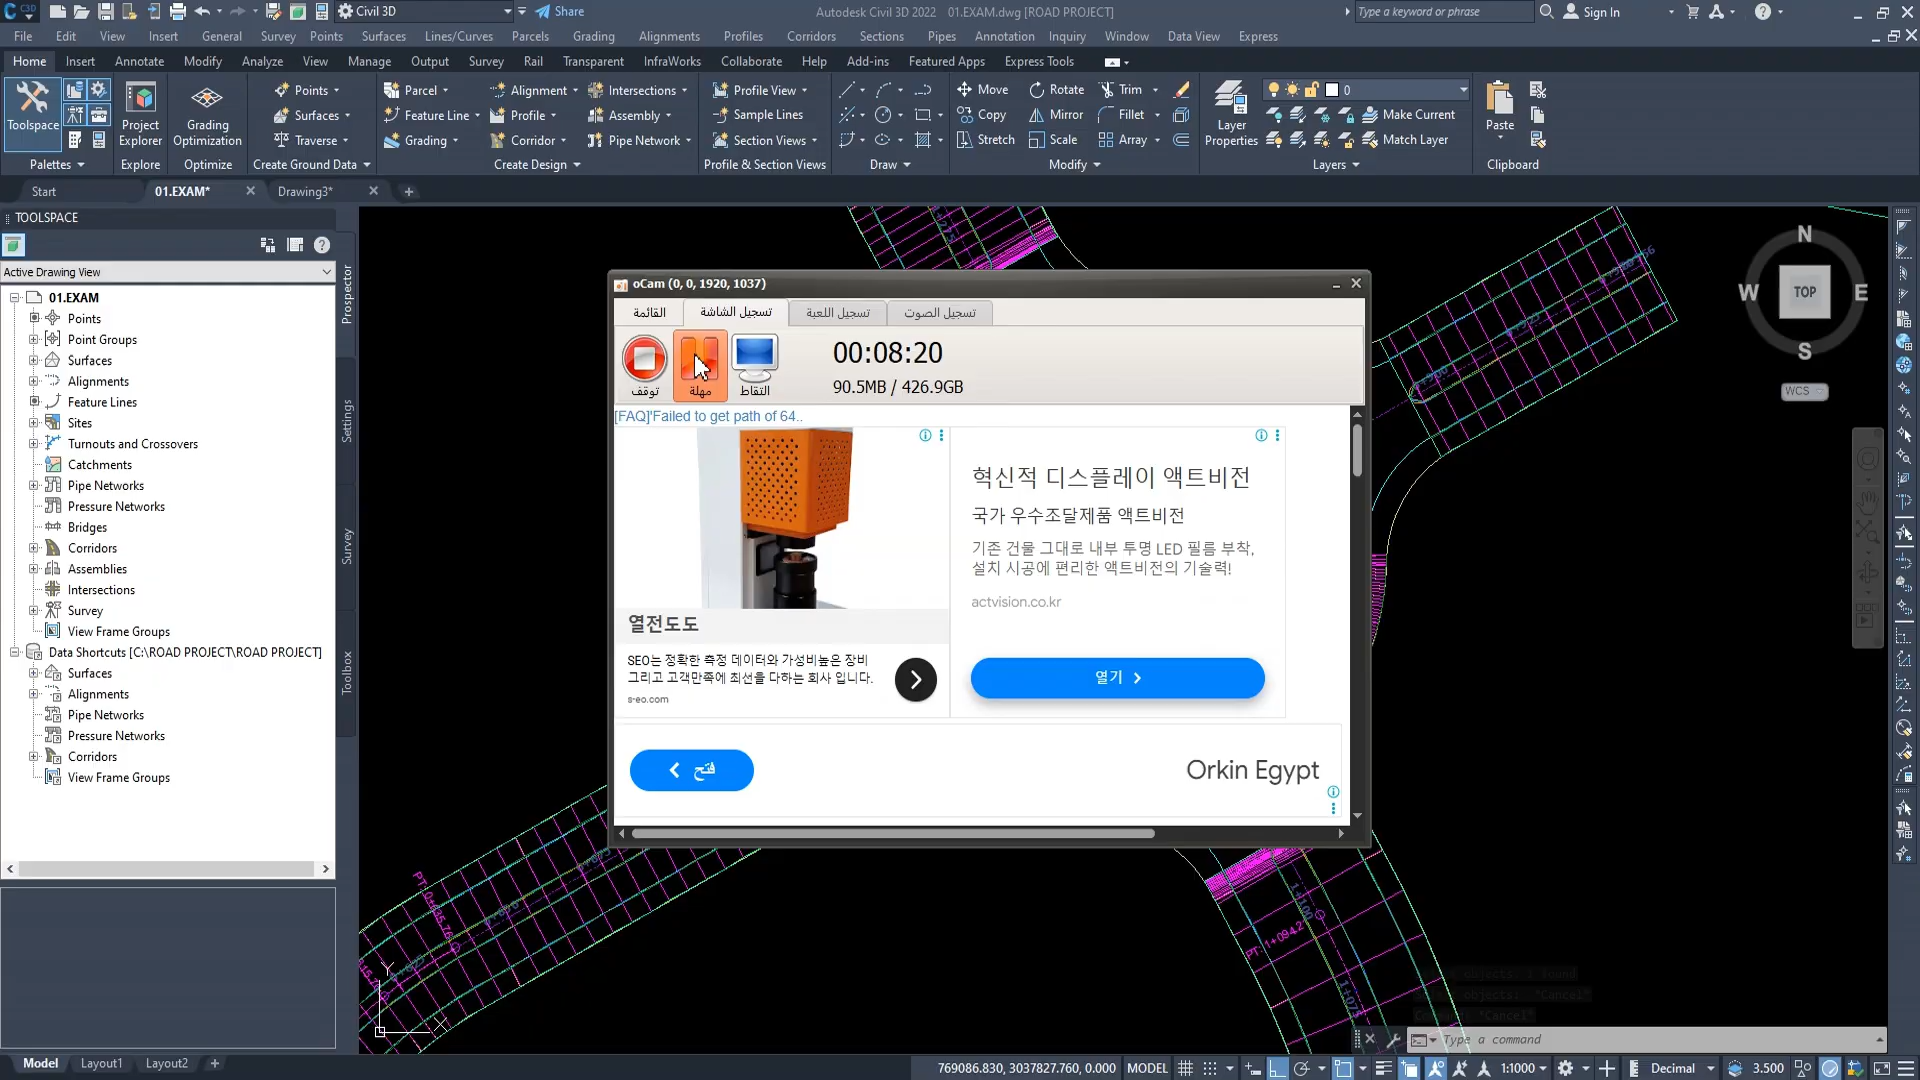 Civil 3D
Share
Autodesk Civil 3D 2022 01.EXAM.dwg [ROAD PROJECT]
Type a keyword or phrase
Sign In
File Edit View Insert General Survey Points Surfaces Lines/Curves Parcels Grading Alignments Profiles Corridors Sections Pipes Annotation Inquiry Window Data View Express
Home Insert Annotate Modify Analyze View Manage Output Survey Rail Transparent InfraWorks Collaborate Help Add-ins Featured Apps Express Tools
Points Parcel Alignment Intersections Profile View Move Rotate Trim 0
Surfaces Feature Line Profile Assembly Sample Lines Copy Mirror Fillet Make Current
Traverse Grading Corridor Pipe Network Section Views Stretch Scale Array Match Layer
Toolspace
Project
Explorer
Grading
Optimization
Layer
Properties
Paste
Palettes Explore Optimize Create Ground Data Create Design Profile & Section Views Draw Modify Layers Clipboard
Start 01.EXAM* Drawing3*
TOOLSPACE
Active Drawing View
01.EXAM
Points
Point Groups
Surfaces
Alignments
Feature Lines
Sites
Turnouts and Crossovers
Catchments
Pipe Networks
Pressure Networks
Bridges
Corridors
Assemblies
Intersections
Survey
View Frame Groups
Data Shortcuts [C:\ROAD PROJECT\ROAD PROJECT]
Surfaces
Alignments
Pipe Networks
Pressure Networks
Corridors
View Frame Groups
Prospector
Settings
Survey
Toolbox
oCam (0, 0, 1920, 1037)
القائمة تسجيل الشاشة تسجيل اللعبة تسجيل الصوت
توقف مهلة التقاط
00:08:20
90.5MB / 426.9GB
[FAQ]'Failed to get path of 64..
열전도도
SEO는 정확한 측정 데이터와 가성비높은 장비
그리고 고객만족에 최선을 다하는 회사 입니다.
s-eo.com
혁신적 디스플레이 액트비전
국가 우수조달제품 액트비전
기존 건물 그대로 내부 투명 LED 필름 부착,
설치 시공에 편리한 액트비전의 기술력!
actvision.co.kr
열기
فتح
Orkin Egypt
N
W TOP E
S
WCS
1+100
PT: 1+094.2
1+075
Y
X
objects: *Cancel*
Command: *Cancel*
Type a command
Model Layout1 Layout2
769086.830, 3037827.760, 0.000 MODEL 1:1000 Decimal 3.500